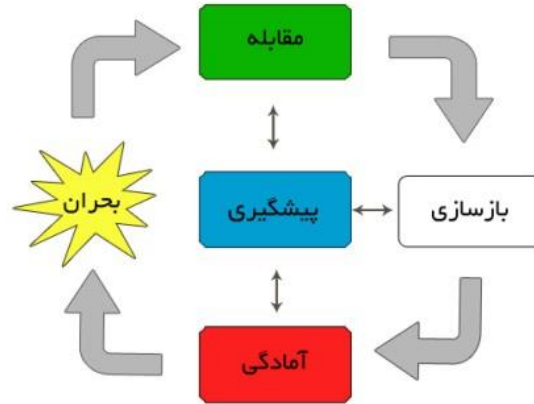 مقابله
بحران
پیشگیری
بازسازی
آمادگی